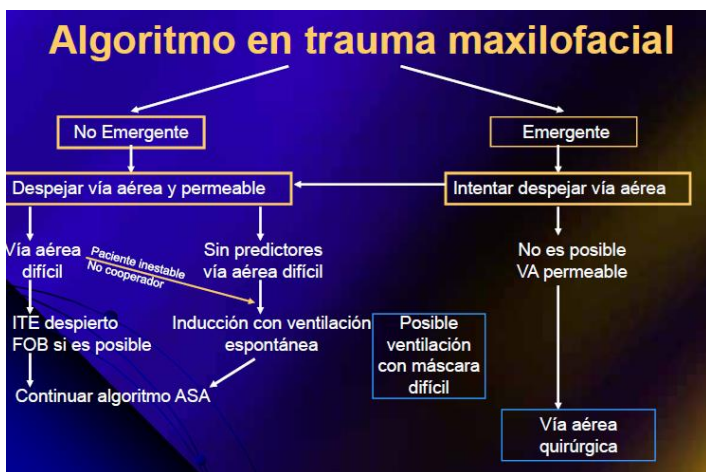 Algoritmo en trauma maxilofacial
No Emergente
Emergente
Despejar vía aérea y permeable
Intentar despejar vía aérea
Vía aérea
difícil
Paciente inestable
No cooperador
Sin predictores
vía aérea difícil
No es posible
VA permeable
ITE despierto
FOB si es posible
Inducción con ventilación
espontánea
Posible
ventilación
con máscara
difícil
Continuar algoritmo ASA
Vía aérea
quirúrgica